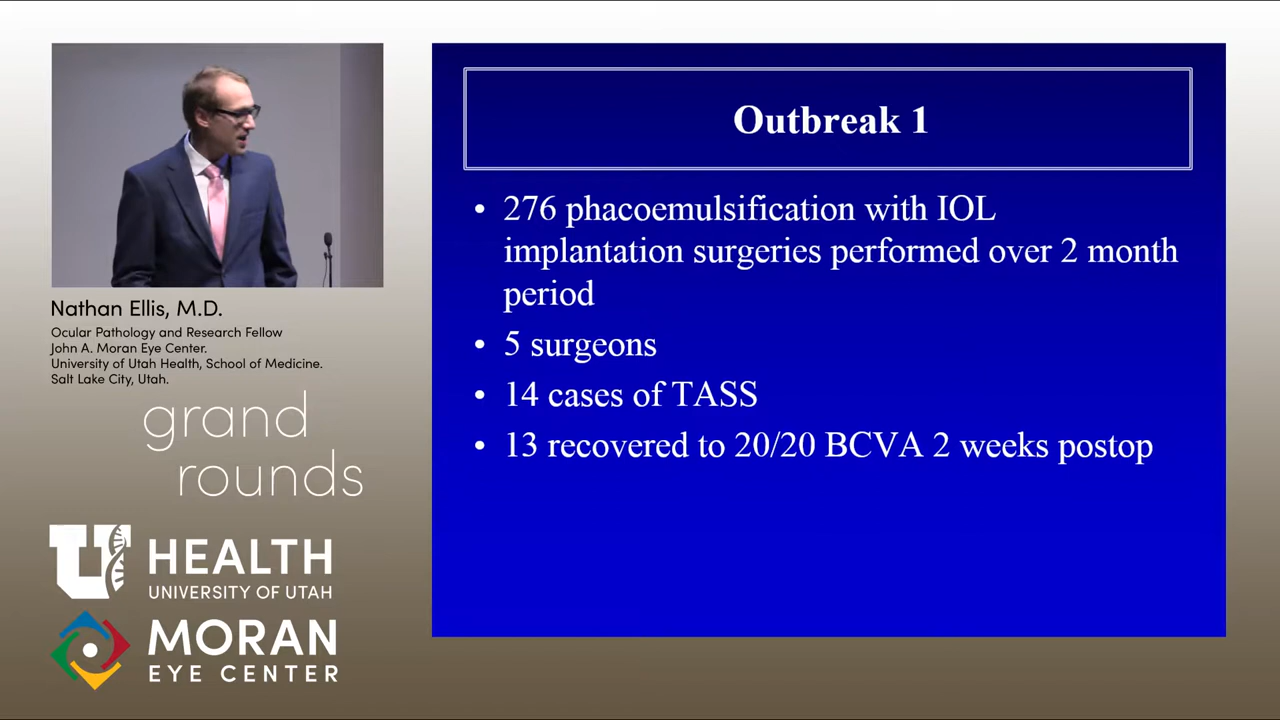 Outbreak 1
• 276 phacoemulsification with IOL
implantation surgeries performed over 2 month
period
• 5 surgeons
• 14 cases of TASS
• 13 recovered to 20/20 BCVA 2 weeks postop
Nathan Ellis, M.D.
Ocular Pathology and Research Fellow
John A. Moran Eye Center.
University of Utah Health, School of Medicine.
Salt Lake City, Utah.
grand
rounds
U HEALTH
UNIVERSITY OF UTAH
MORAN
EYE CENTER